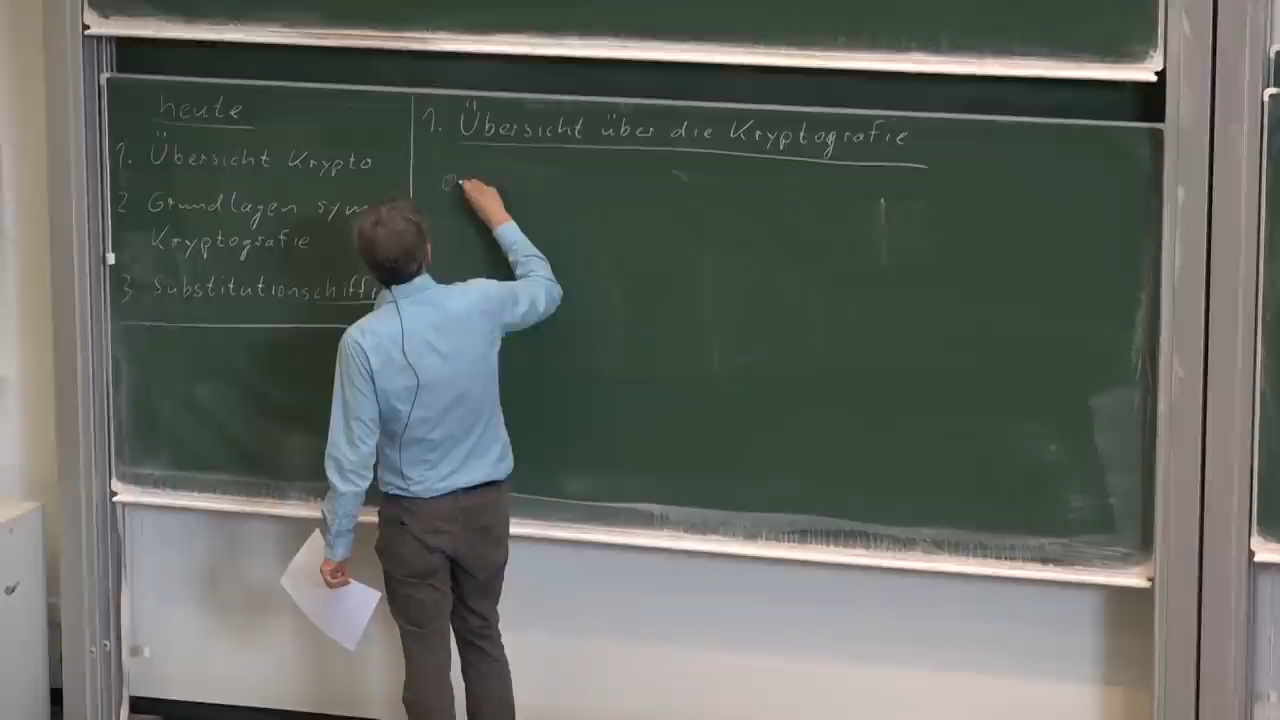 heute
1. Übersicht Krypto
2 Grundlagen sym
Kryptografie
3 Substitutionschiff
1. Übersicht über die Kryptografie